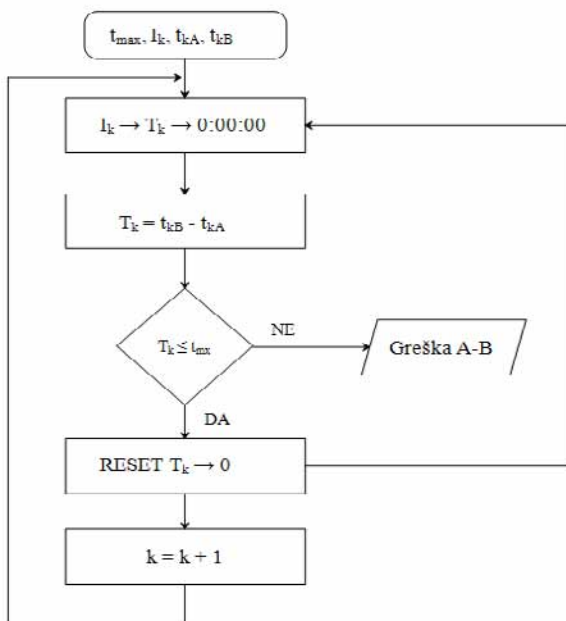 t_max, I_k, t_kA, t_kB
I_k → T_k → 0:00:00
T_k = t_kB - t_kA
T_k ≤ t_mx
NE
Greška A-B
DA
RESET T_k → 0
k = k + 1